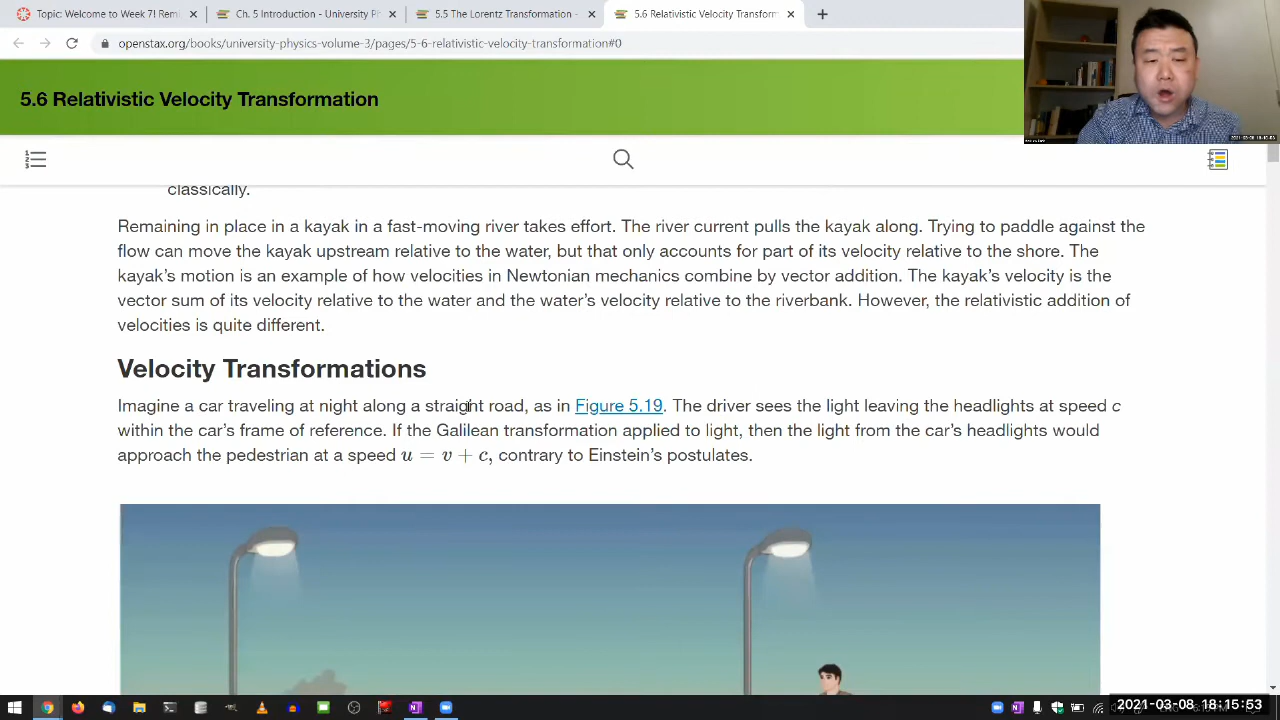 Topic: Welcome to Week 7! Rem
Ch. 5 Introduction - University Ph
5.5 The Lorentz Transformation -
5.6 Relativistic Velocity Transform
openstax.org/books/university-physics-volume-3/pages/5-6-relativistic-velocity-transformation#0
5.6 Relativistic Velocity Transformation
classically.
Remaining in place in a kayak in a fast-moving river takes effort. The river current pulls the kayak along. Trying to paddle against the
flow can move the kayak upstream relative to the water, but that only accounts for part of its velocity relative to the shore. The
kayak's motion is an example of how velocities in Newtonian mechanics combine by vector addition. The kayak's velocity is the
vector sum of its velocity relative to the water and the water's velocity relative to the riverbank. However, the relativistic addition of
velocities is quite different.
Velocity Transformations
Imagine a car traveling at night along a straight road, as in Figure 5.19. The driver sees the light leaving the headlights at speed c
within the car's frame of reference. If the Galilean transformation applied to light, then the light from the car's headlights would
approach the pedestrian at a speed u = v + c, contrary to Einstein's postulates.
2021-03-08 18:15:53